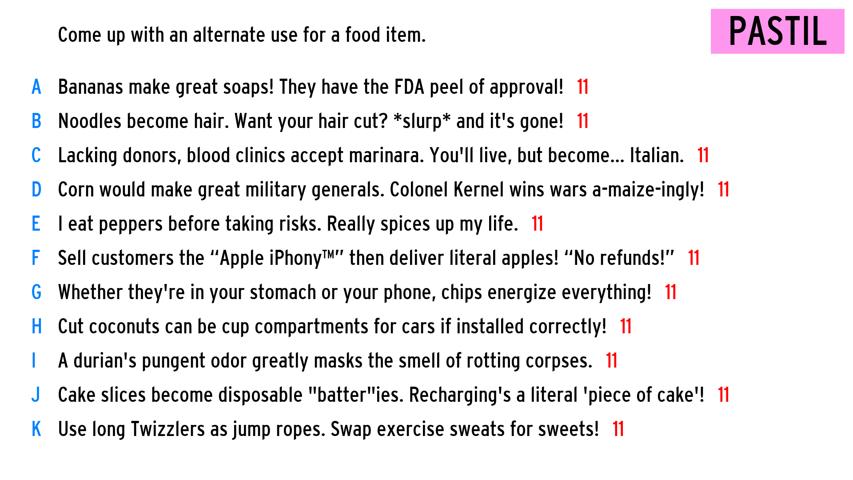 Come up with an alternate use for a food item.
PASTIL
A Bananas make great soaps! They have the FDA peel of approval! 11
B Noodles become hair. Want your hair cut? *slurp* and it's gone! 11
C Lacking donors, blood clinics accept marinara. You'll live, but become... Italian. 11
D Corn would make great military generals. Colonel Kernel wins wars a-maize-ingly! 11
E I eat peppers before taking risks. Really spices up my life. 11
F Sell customers the “Apple iPhony™” then deliver literal apples! “No refunds!” 11
G Whether they're in your stomach or your phone, chips energize everything! 11
H Cut coconuts can be cup compartments for cars if installed correctly! 11
I A durian's pungent odor greatly masks the smell of rotting corpses. 11
J Cake slices become disposable "batter"ies. Recharging's a literal 'piece of cake'! 11
K Use long Twizzlers as jump ropes. Swap exercise sweats for sweets! 11